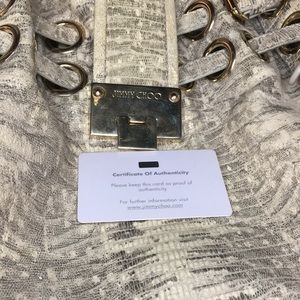 JIMMY CHOO
Certificate Of Authenticity
Please keep this card as proof of
authenticity
For further information visit
www.jimmychoo.com